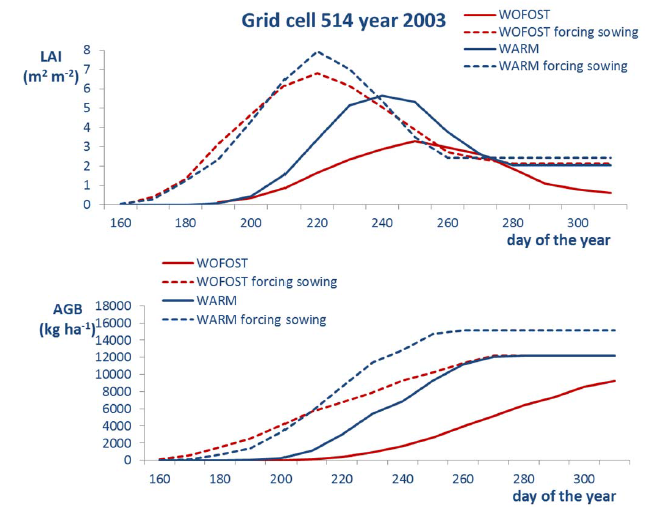 Grid cell 514 year 2003
WOFOST
WOFOST forcing sowing
WARM
WARM forcing sowing
LAI
(m² m⁻²)
8
7
6
5
4
3
2
1
0
160 180 200 220 240 260 280 300
day of the year
WOFOST
WOFOST forcing sowing
WARM
WARM forcing sowing
AGB
(kg ha⁻¹)
18000
16000
14000
12000
10000
8000
6000
4000
2000
0
160 180 200 220 240 260 280 300
day of the year